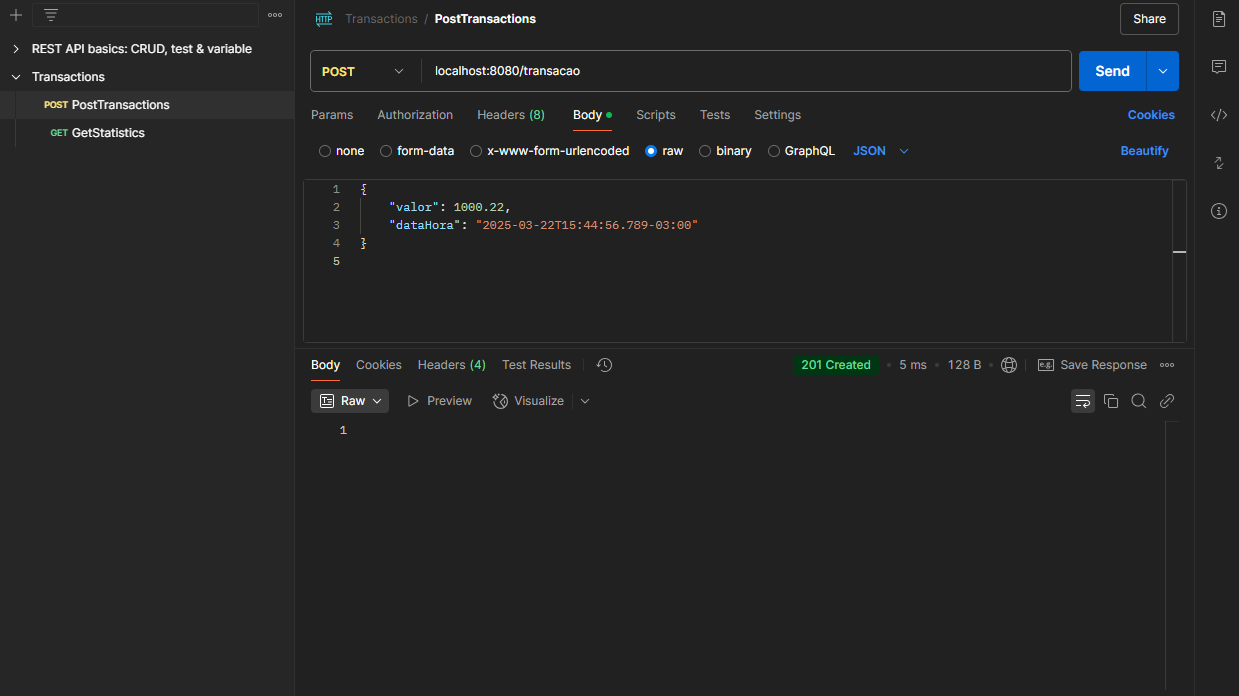 REST API basics: CRUD, test & variable
Transactions
POST PostTransactions
GET GetStatistics
HTTP Transactions / PostTransactions
Share
POST localhost:8080/transacao
Send
Params Authorization Headers (8) Body Scripts Tests Settings
Cookies
none form-data x-www-form-urlencoded raw binary GraphQL JSON
Beautify
1 {
2 "valor": 1000.22,
3 "dataHora": "2025-03-22T15:44:56.789-03:00"
4 }
5
Body Cookies Headers (4) Test Results
201 Created • 5 ms • 128 B
e.g. Save Response
Raw Preview Visualize
1